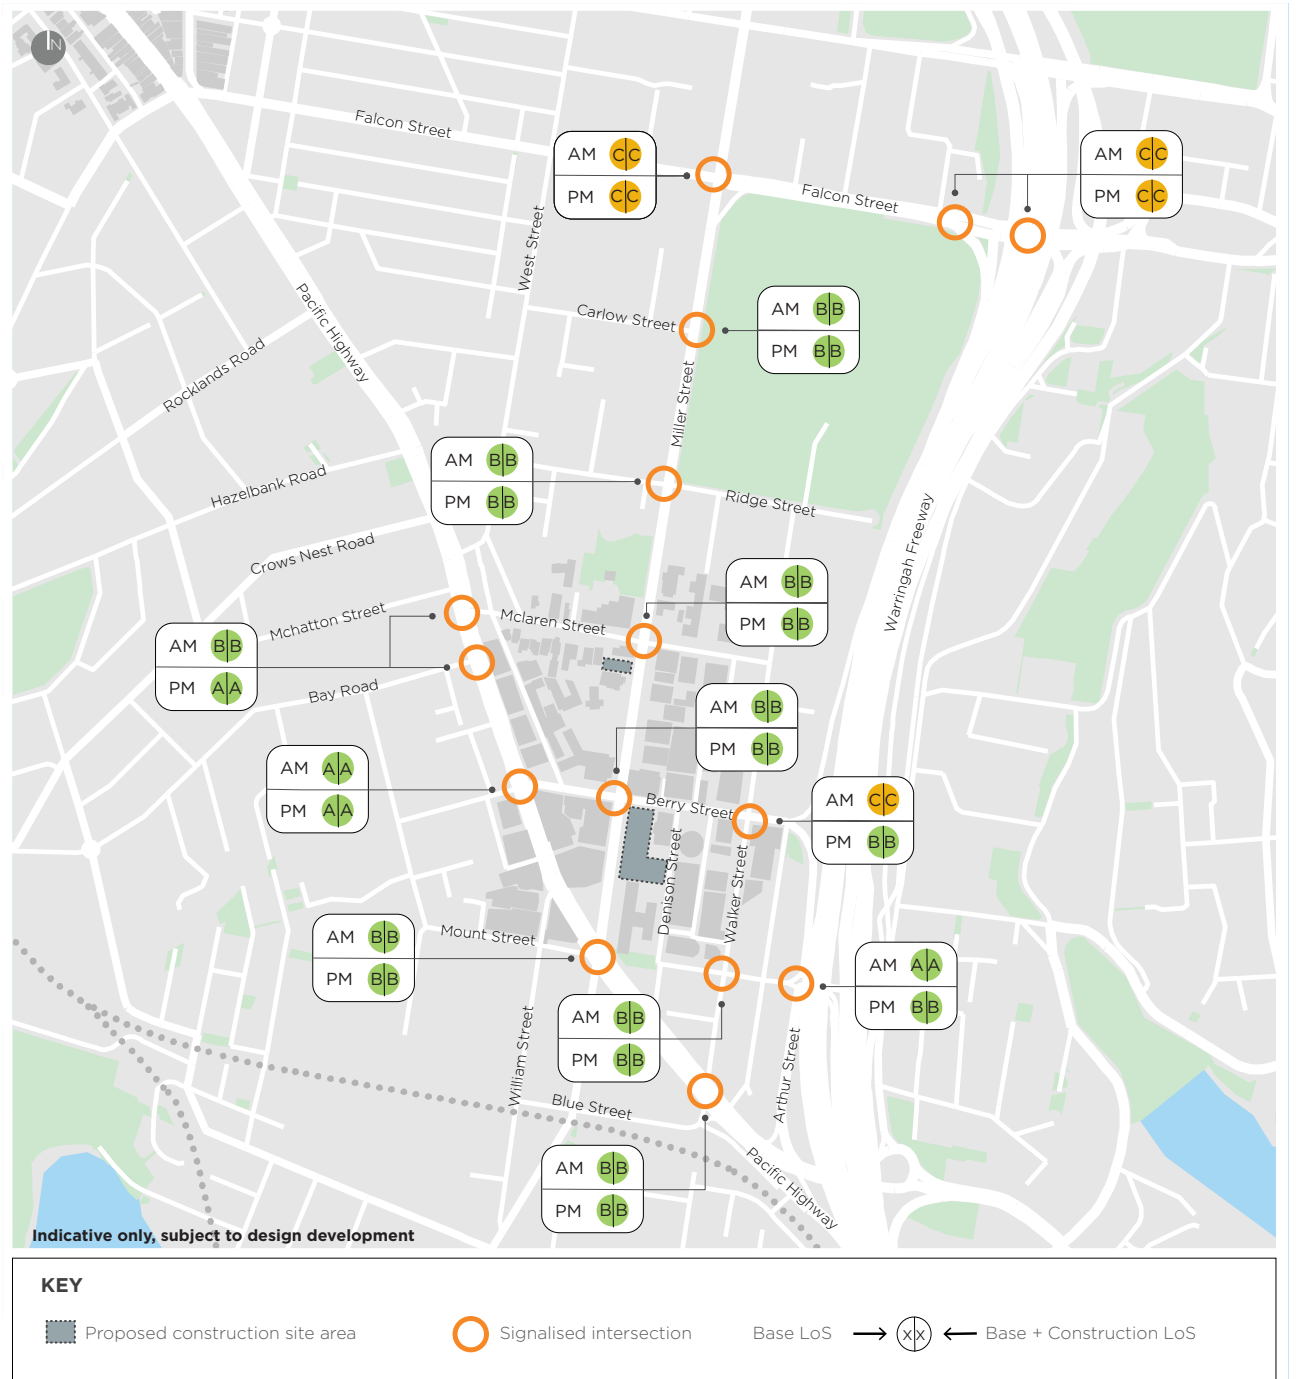 N
Falcon Street
AM C C
PM C C
AM C C
PM C C
Falcon Street
West Street
Pacific Highway
Carlow Street
AM B B
PM B B
Rocklands Road
Miller Street
AM B B
PM B B
Hazelbank Road
Ridge Street
Warringah Freeway
Crows Nest Road
AM B B
PM B B
Mchatton Street
Mclaren Street
AM B B
PM A A
Bay Road
AM B B
PM B B
AM A A
PM A A
Berry Street
AM C C
PM B B
Denison Street
Walker Street
AM B B
PM B B
Mount Street
AM A A
PM B B
AM B B
PM B B
William Street
Arthur Street
Blue Street
AM B B
PM B B
Pacific Highway
Indicative only, subject to design development
KEY
Proposed construction site area
Signalised intersection
Base LoS X X Base + Construction LoS